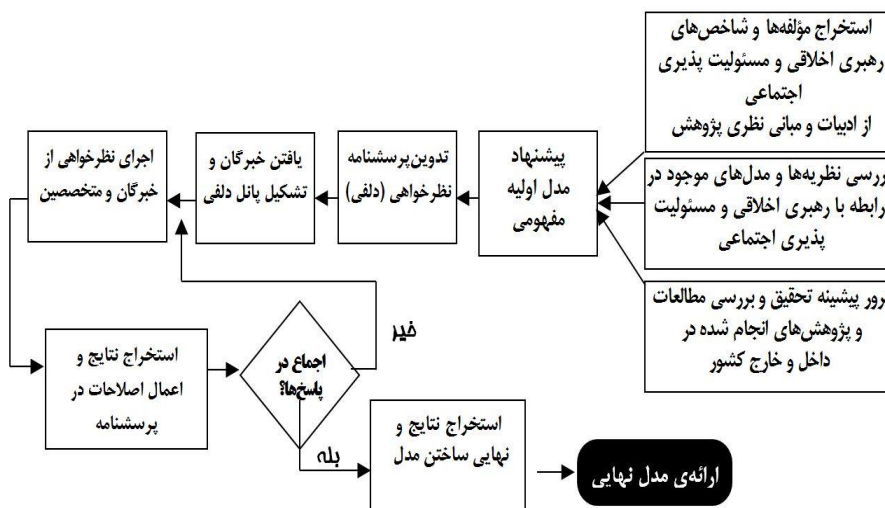 استخراج مؤلفه‌ها و شاخص‌های
رهبری اخلاقی و مسئولیت پذیری
اجتماعی
از ادبیات و مبانی نظری پژوهش
بررسی نظریه‌ها و مدل‌های موجود در
رابطه با رهبری اخلاقی و مسئولیت
پذیری اجتماعی
مرور پیشینه تحقیق و بررسی مطالعات
و پژوهش‌های انجام شده در
داخل و خارج کشور
پیشنهاد
مدل اولیه
مفهومی
تدوین‌پرسشنامه
نظرخواهی (دلفی)
یافتن خبرگان و
تشکیل پانل دلفی
اجرای نظرخواهی از
خبرگان و متخصصین
استخراج نتایج و
اعمال اصلاحات در
پرسشنامه
اجماع در
پاسخ‌ها؟
خیر
بله
استخراج نتایج و
نهایی ساختن مدل
ارائه‌ی مدل نهایی